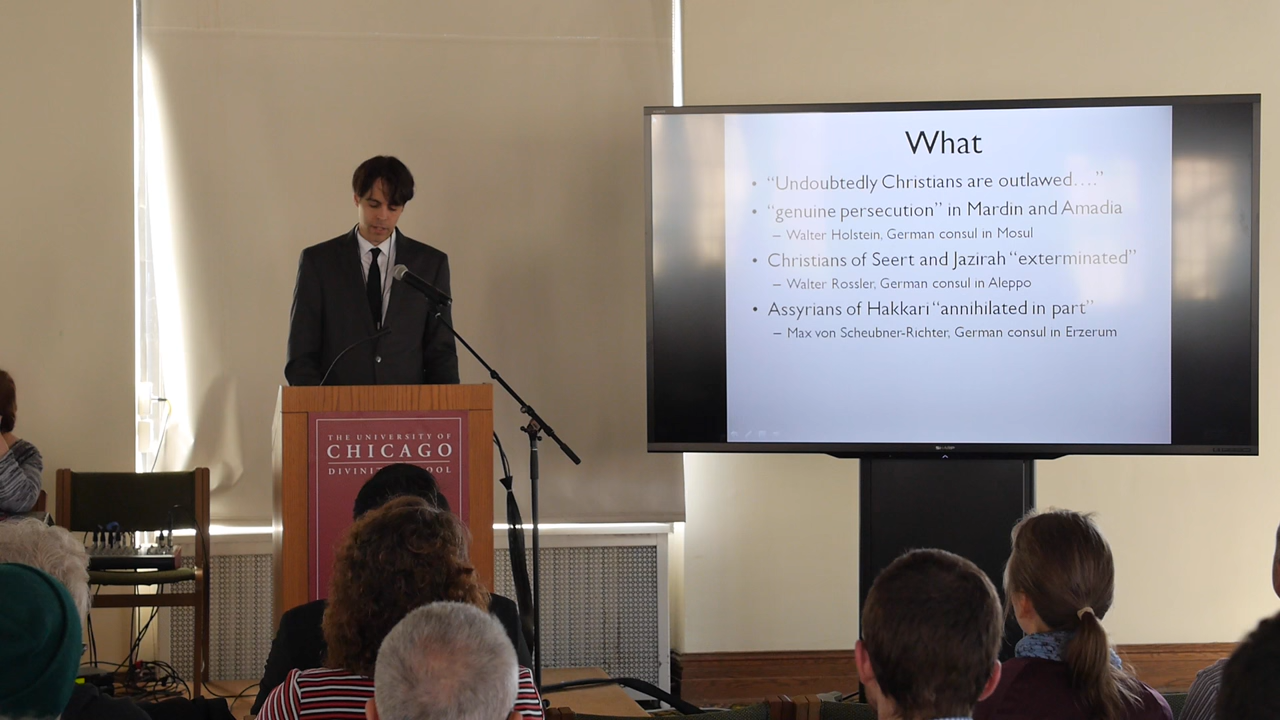 What
• “Undoubtedly Christians are outlawed….”
• “genuine persecution” in Mardin and Amadia
– Walter Holstein, German consul in Mosul
• Christians of Seert and Jazirah “exterminated”
– Walter Rossler, German consul in Aleppo
• Assyrians of Hakkari “annihilated in part”
– Max von Scheubner-Richter, German consul in Erzerum
SHARP
THE UNIVERSITY OF
CHICAGO